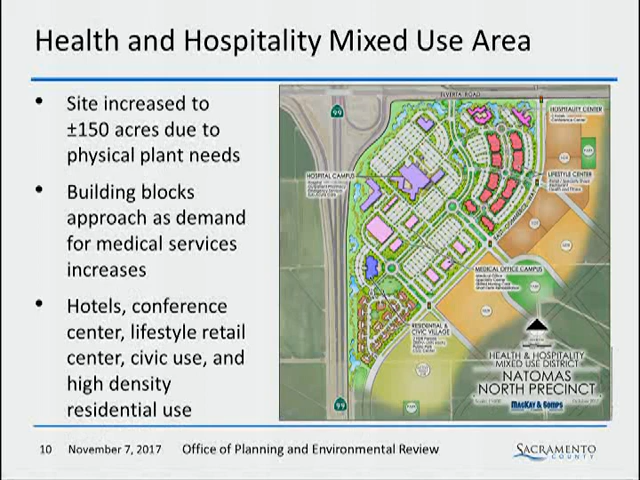 Health and Hospitality Mixed Use Area
• Site increased to
±150 acres due to
physical plant needs
• Building blocks
approach as demand
for medical services
increases
• Hotels, conference
center, lifestyle retail
center, civic use, and
high density
residential use
ELVERTA ROAD
99
HOSPITALITY CENTER
Conference Center
HOSPITAL CAMPUS
LIFESTYLE CENTER
MEDICAL OFFICE CAMPUS
Medical Office
RESIDENTIAL &
CIVIC VILLAGE
HEALTH & HOSPITALITY
MIXED USE DISTRICT
NATOMAS
NORTH PRECINCT
MACKAY & SOMPS
99
10 November 7, 2017 Office of Planning and Environmental Review
SACRAMENTO
COUNTY